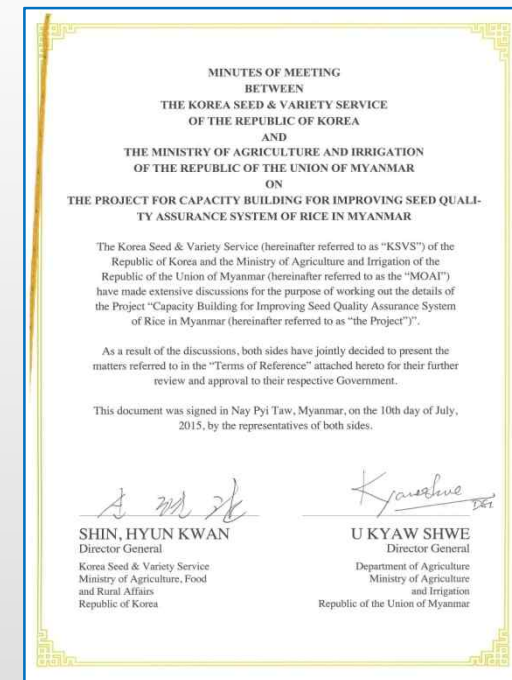 MINUTES OF MEETING
BETWEEN
THE KOREA SEED & VARIETY SERVICE
OF THE REPUBLIC OF KOREA
AND
THE MINISTRY OF AGRICULTURE AND IRRIGATION
OF THE REPUBLIC OF THE UNION OF MYANMAR
ON
THE PROJECT FOR CAPACITY BUILDING FOR IMPROVING SEED QUALI-
TY ASSURANCE SYSTEM OF RICE IN MYANMAR
The Korea Seed & Variety Service (hereinafter referred to as “KSVS”) of the
Republic of Korea and the Ministry of Agriculture and Irrigation of the
Republic of the Union of Myanmar (hereinafter referred to as the “MOAI”)
have made extensive discussions for the purpose of working out the details of
the Project “Capacity Building for Improving Seed Quality Assurance System
of Rice in Myanmar (hereinafter referred to as “the Project”)”.
As a result of the discussions, both sides have jointly decided to present the
matters referred to in the “Terms of Reference” attached hereto for their further
review and approval to their respective Government.
This document was signed in Nay Pyi Taw, Myanmar, on the 10th day of July,
2015, by the representatives of both sides.
SHIN, HYUN KWAN
Director General
Korea Seed & Variety Service
Ministry of Agriculture, Food
and Rural Affairs
Republic of Korea
U KYAW SHWE
Director General
Department of Agriculture
Ministry of Agriculture
and Irrigation
Republic of the Union of Myanmar